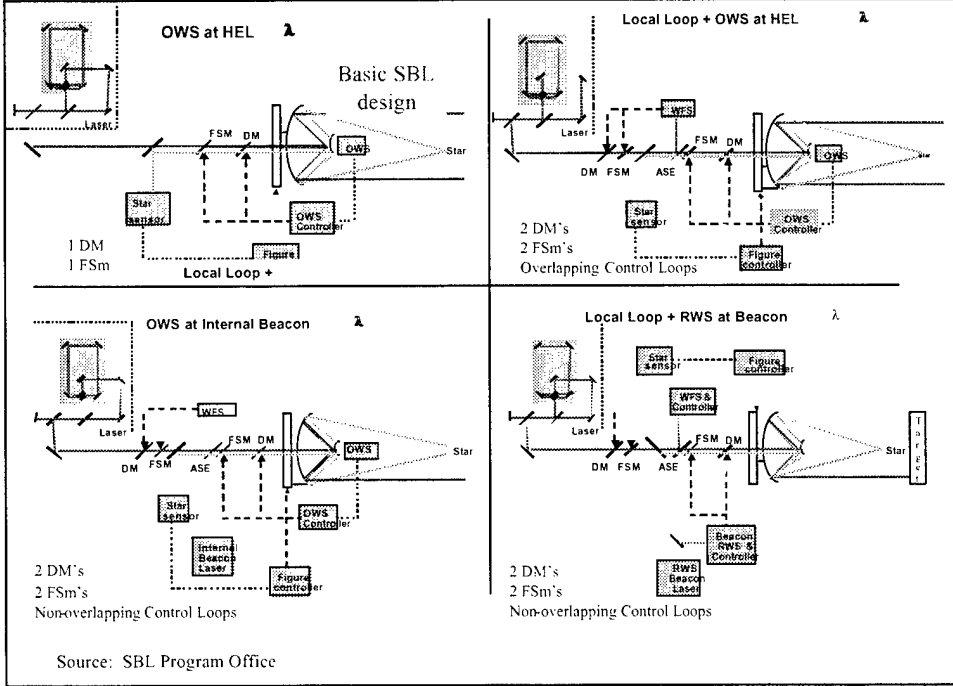 OWS at HEL λ
Basic SBL
design
Laser
FSM
DM
OWS
Star
Star
sensor
OWS
Controller
Figure
1 DM
1 FSm
Local Loop +
Local Loop + OWS at HEL λ
Laser
WFS
DM
FSM
ASE
FSM
DM
OWS
Star
Star
sensor
OWS
Controller
Figure
controller
2 DM's
2 FSm's
Overlapping Control Loops
OWS at Internal Beacon λ
Laser
WFS
DM
FSM
ASE
FSM
DM
OWS
Star
Star
sensor
OWS
Controller
Internal
Beacon
Laser
Figure
controller
2 DM's
2 FSm's
Non-overlapping Control Loops
Local Loop + RWS at Beacon λ
Star
sensor
Figure
controller
WFS &
Controller
Laser
DM
FSM
ASE
FSM
DM
Star
Target
Beacon
RWS &
Controller
RWS
Beacon
Laser
2 DM's
2 FSm's
Non-overlapping Control Loops
Source: SBL Program Office